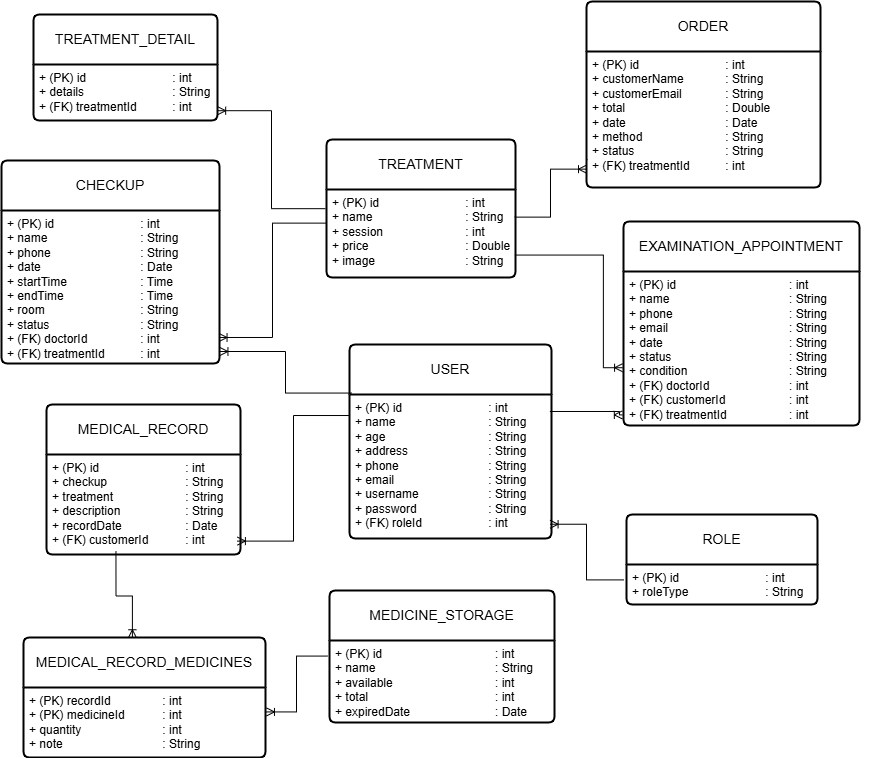 TREATMENT_DETAIL
+ (PK) id : int
+ details : String
+ (FK) treatmentId : int
ORDER
+ (PK) id : int
+ customerName : String
+ customerEmail : String
+ total : Double
+ date : Date
+ method : String
+ status : String
+ (FK) treatmentId : int
TREATMENT
+ (PK) id : int
+ name : String
+ session : int
+ price : Double
+ image : String
CHECKUP
+ (PK) id : int
+ name : String
+ phone : String
+ date : Date
+ startTime : Time
+ endTime : Time
+ room : String
+ status : String
+ (FK) doctorId : int
+ (FK) treatmentId : int
EXAMINATION_APPOINTMENT
+ (PK) id : int
+ name : String
+ phone : String
+ email : String
+ date : String
+ status : String
+ condition : String
+ (FK) doctorId : int
+ (FK) customerId : int
+ (FK) treatmentId : int
USER
+ (PK) id : int
+ name : String
+ age : String
+ address : String
+ phone : String
+ email : String
+ username : String
+ password : String
+ (FK) roleId : int
MEDICAL_RECORD
+ (PK) id : int
+ checkup : String
+ treatment : String
+ description : String
+ recordDate : Date
+ (FK) customerId : int
ROLE
+ (PK) id : int
+ roleType : String
MEDICINE_STORAGE
+ (PK) id : int
+ name : String
+ available : int
+ total : int
+ expiredDate : Date
MEDICAL_RECORD_MEDICINES
+ (PK) recordId : int
+ (PK) medicineId : int
+ quantity : int
+ note : String